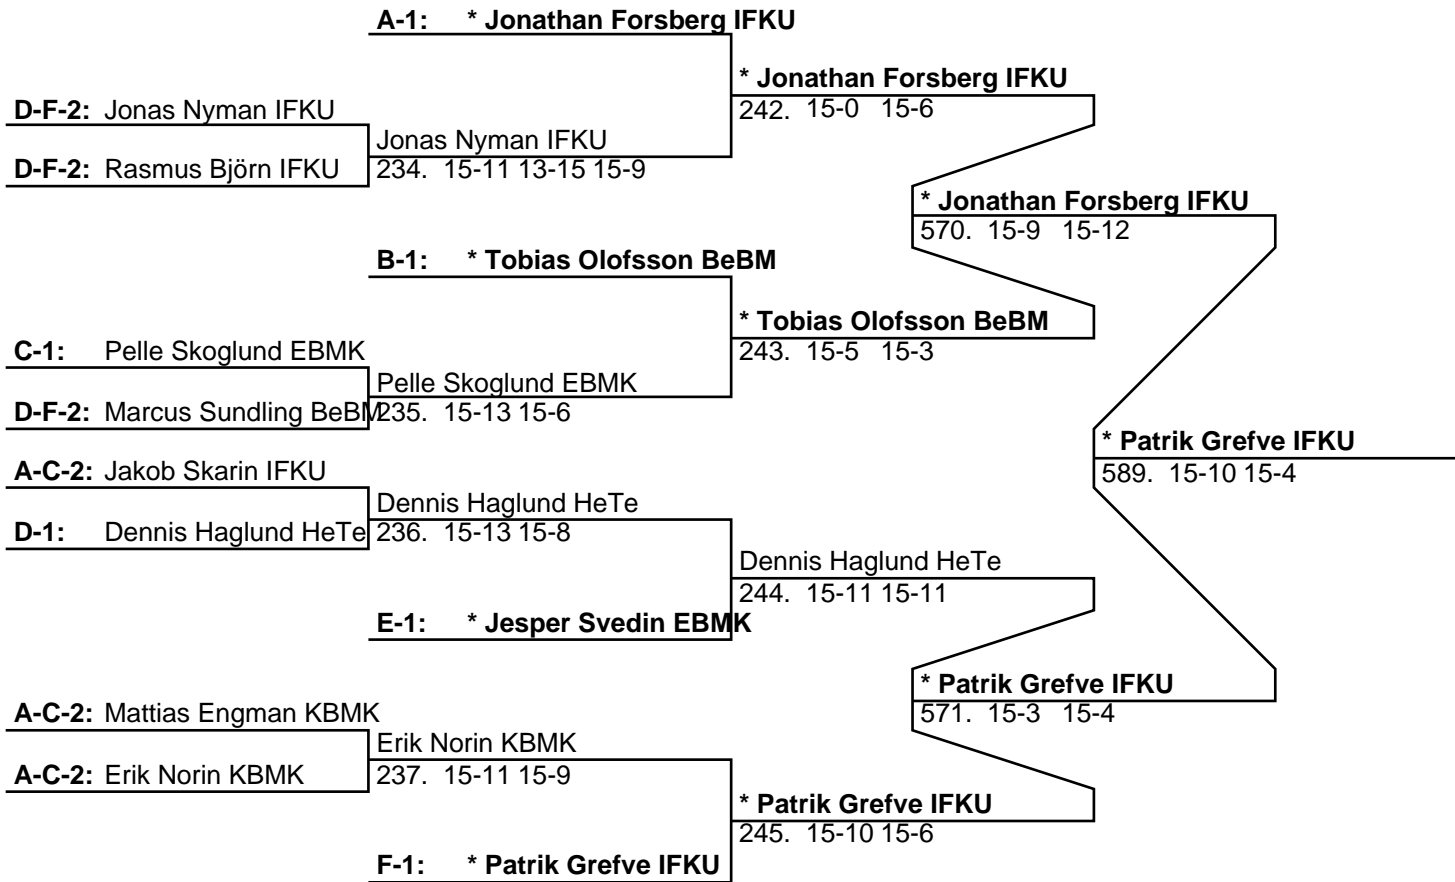 A-1: * Jonathan Forsberg IFKU
* Jonathan Forsberg IFKU
242. 15-0 15-6
D-F-2: Jonas Nyman IFKU
Jonas Nyman IFKU
234. 15-11 13-15 15-9
D-F-2: Rasmus Björn IFKU
* Jonathan Forsberg IFKU
570. 15-9 15-12
B-1: * Tobias Olofsson BeBM
* Tobias Olofsson BeBM
243. 15-5 15-3
C-1: Pelle Skoglund EBMK
Pelle Skoglund EBMK
235. 15-13 15-6
D-F-2: Marcus Sundling BeBM
* Patrik Grefve IFKU
589. 15-10 15-4
A-C-2: Jakob Skarin IFKU
Dennis Haglund HeTe
236. 15-13 15-8
D-1: Dennis Haglund HeTe
Dennis Haglund HeTe
244. 15-11 15-11
E-1: * Jesper Svedin EBMK
* Patrik Grefve IFKU
571. 15-3 15-4
A-C-2: Mattias Engman KBMK
Erik Norin KBMK
237. 15-11 15-9
A-C-2: Erik Norin KBMK
* Patrik Grefve IFKU
245. 15-10 15-6
F-1: * Patrik Grefve IFKU